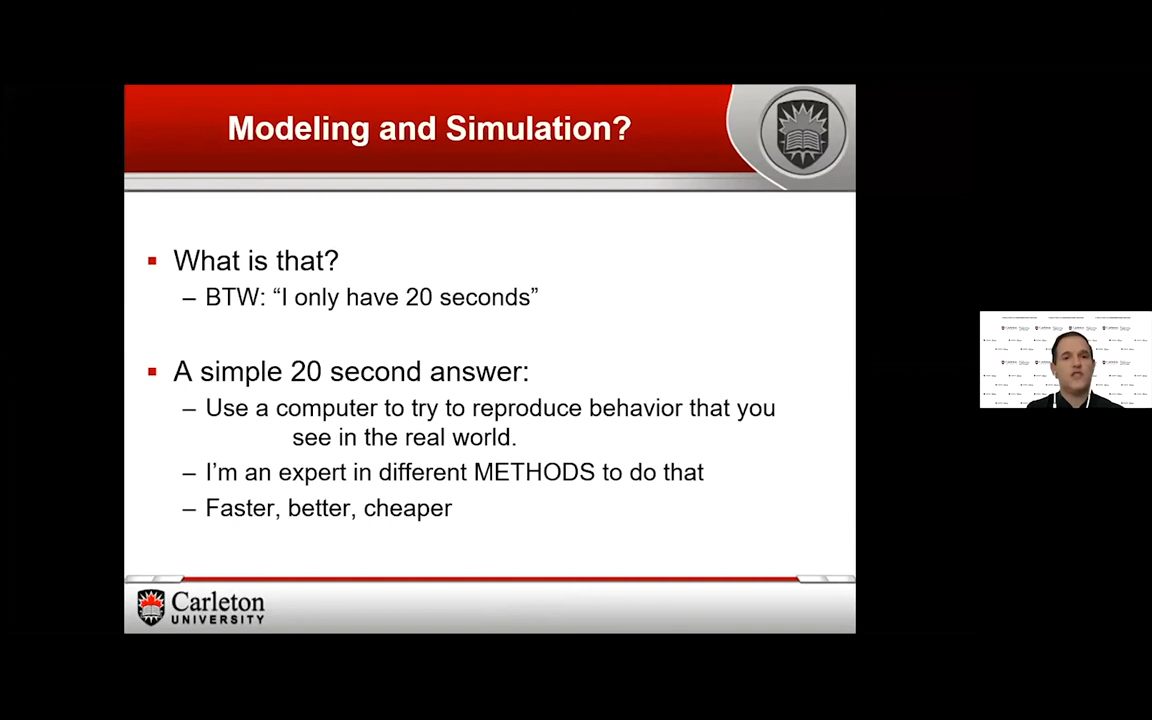 Modeling and Simulation?
▪ What is that?
– BTW: “I only have 20 seconds”
▪ A simple 20 second answer:
– Use a computer to try to reproduce behavior that you
see in the real world.
– I’m an expert in different METHODS to do that
– Faster, better, cheaper
Carleton
UNIVERSITY